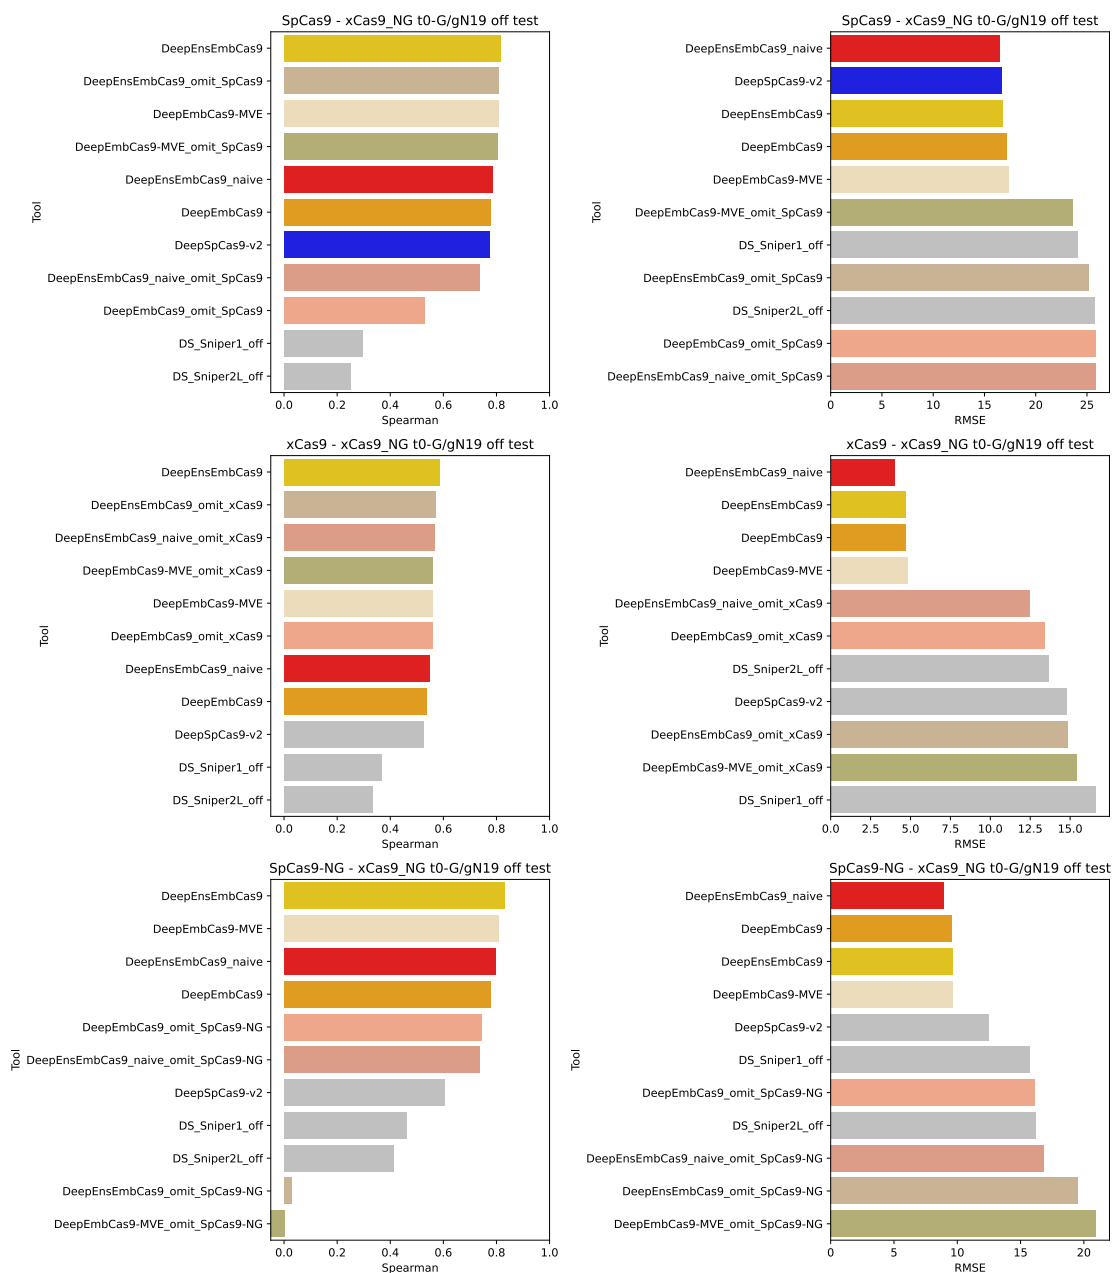 SpCas9 - xCas9_NG t0-G/gN19 off test
Tool
DeepEnsEmbCas9
DeepEnsEmbCas9_omit_SpCas9
DeepEmbCas9-MVE
DeepEmbCas9-MVE_omit_SpCas9
DeepEnsEmbCas9_naive
DeepEmbCas9
DeepSpCas9-v2
DeepEnsEmbCas9_naive_omit_SpCas9
DeepEmbCas9_omit_SpCas9
DS_Sniper1_off
DS_Sniper2L_off
0.0 0.2 0.4 0.6 0.8 1.0
Spearman
SpCas9 - xCas9_NG t0-G/gN19 off test
Tool
DeepEnsEmbCas9_naive
DeepSpCas9-v2
DeepEnsEmbCas9
DeepEmbCas9
DeepEmbCas9-MVE
DeepEmbCas9-MVE_omit_SpCas9
DS_Sniper1_off
DeepEnsEmbCas9_omit_SpCas9
DS_Sniper2L_off
DeepEmbCas9_omit_SpCas9
DeepEnsEmbCas9_naive_omit_SpCas9
0 5 10 15 20 25
RMSE
xCas9 - xCas9_NG t0-G/gN19 off test
Tool
DeepEnsEmbCas9
DeepEnsEmbCas9_omit_xCas9
DeepEnsEmbCas9_naive_omit_xCas9
DeepEmbCas9-MVE_omit_xCas9
DeepEmbCas9-MVE
DeepEmbCas9_omit_xCas9
DeepEnsEmbCas9_naive
DeepEmbCas9
DeepSpCas9-v2
DS_Sniper1_off
DS_Sniper2L_off
0.0 0.2 0.4 0.6 0.8 1.0
Spearman
xCas9 - xCas9_NG t0-G/gN19 off test
Tool
DeepEnsEmbCas9_naive
DeepEnsEmbCas9
DeepEmbCas9
DeepEmbCas9-MVE
DeepEnsEmbCas9_naive_omit_xCas9
DeepEmbCas9_omit_xCas9
DS_Sniper2L_off
DeepSpCas9-v2
DeepEnsEmbCas9_omit_xCas9
DeepEmbCas9-MVE_omit_xCas9
DS_Sniper1_off
0.0 2.5 5.0 7.5 10.0 12.5 15.0
RMSE
SpCas9-NG - xCas9_NG t0-G/gN19 off test
Tool
DeepEnsEmbCas9
DeepEmbCas9-MVE
DeepEnsEmbCas9_naive
DeepEmbCas9
DeepEmbCas9_omit_SpCas9-NG
DeepEnsEmbCas9_naive_omit_SpCas9-NG
DeepSpCas9-v2
DS_Sniper1_off
DS_Sniper2L_off
DeepEnsEmbCas9_omit_SpCas9-NG
DeepEmbCas9-MVE_omit_SpCas9-NG
0.0 0.2 0.4 0.6 0.8 1.0
Spearman
SpCas9-NG - xCas9_NG t0-G/gN19 off test
Tool
DeepEnsEmbCas9_naive
DeepEmbCas9
DeepEnsEmbCas9
DeepEmbCas9-MVE
DeepSpCas9-v2
DS_Sniper1_off
DeepEmbCas9_omit_SpCas9-NG
DS_Sniper2L_off
DeepEnsEmbCas9_naive_omit_SpCas9-NG
DeepEnsEmbCas9_omit_SpCas9-NG
DeepEmbCas9-MVE_omit_SpCas9-NG
0 5 10 15 20
RMSE